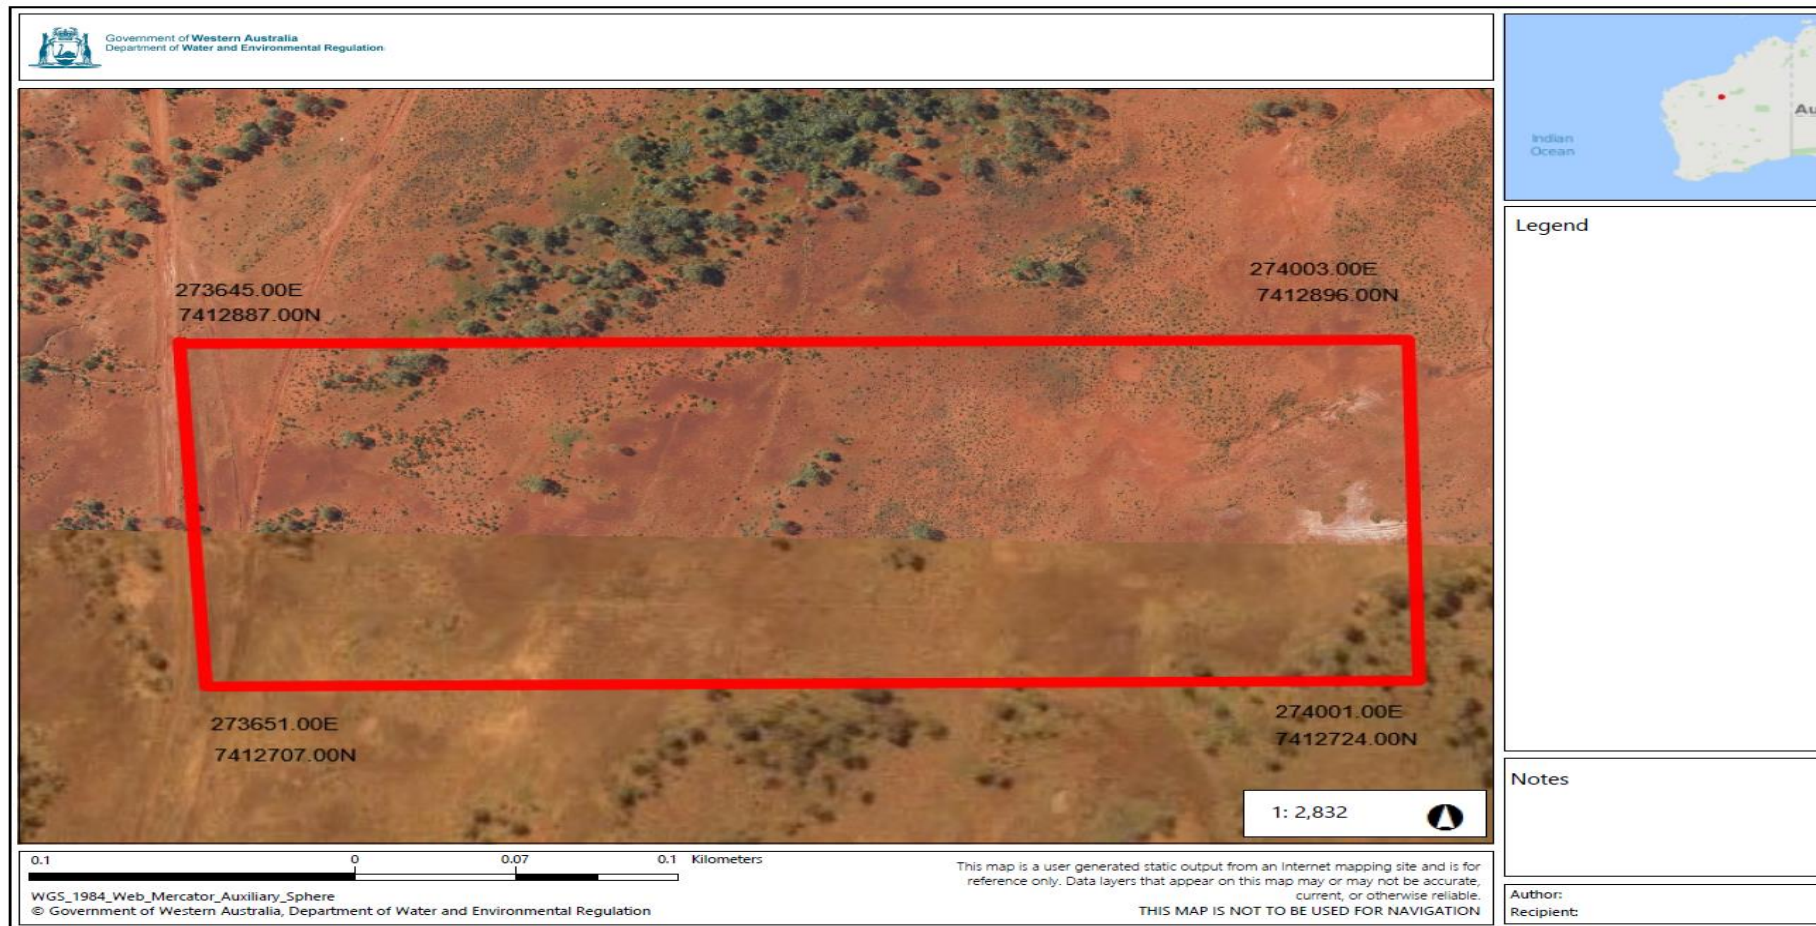 Government of Western Australia
Department of Water and Environmental Regulation
Indian
Ocean
Au
Legend
273645.00E
7412887.00N
274003.00E
7412896.00N
273651.00E
7412707.00N
274001.00E
7412724.00N
1: 2,832
Notes
0.1 0 0.07 0.1 Kilometers
WGS_1984_Web_Mercator_Auxiliary_Sphere
© Government of Western Australia, Department of Water and Environmental Regulation
This map is a user generated static output from an Internet mapping site and is for
reference only. Data layers that appear on this map may or may not be accurate,
current, or otherwise reliable.
THIS MAP IS NOT TO BE USED FOR NAVIGATION
Author:
Recipient: